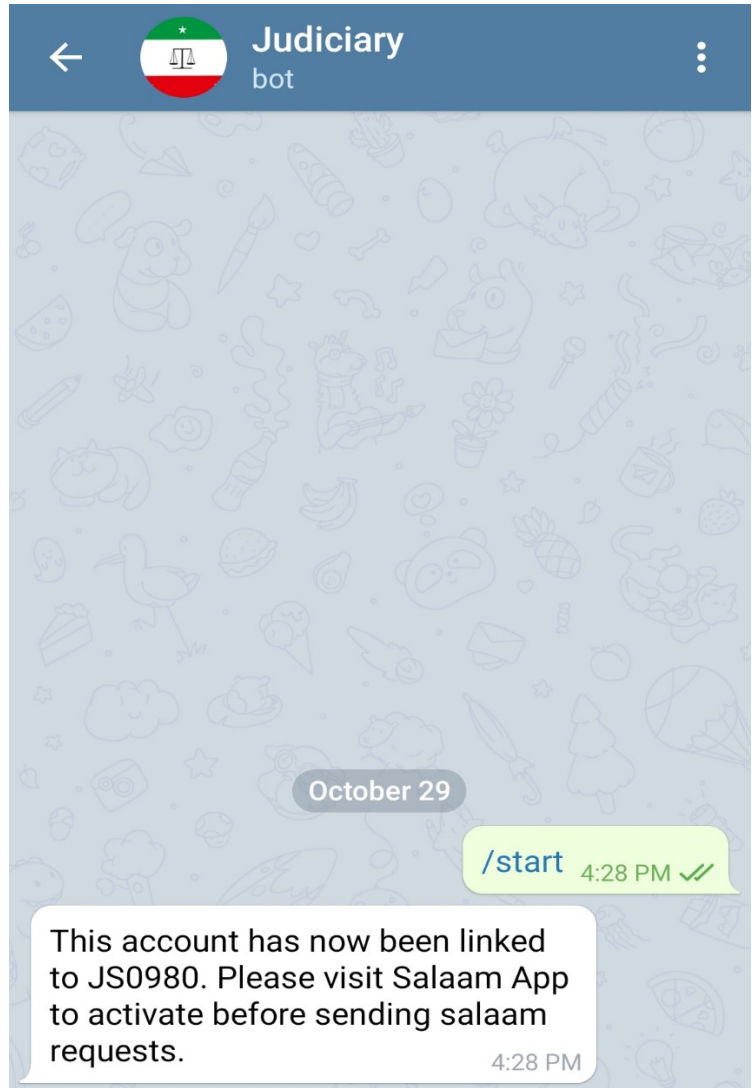 Judiciary
bot
October 29
/start 4:28 PM
This account has now been linked
to JS0980. Please visit Salaam App
to activate before sending salaam
requests. 4:28 PM